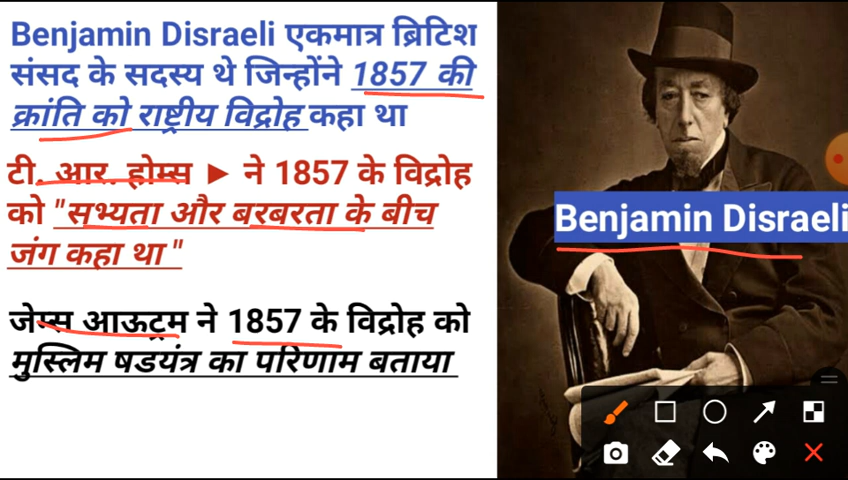 Benjamin Disraeli एकमात्र ब्रिटिश
संसद के सदस्य थे जिन्होंने 1857 की
क्रांति को राष्ट्रीय विद्रोह कहा था
टी. आर. होम्स ► ने 1857 के विद्रोह
को "सभ्यता और बरबरता के बीच
जंग कहा था "
जेम्स आऊट्रम ने 1857 के विद्रोह को
मुस्लिम षडयंत्र का परिणाम बताया
Benjamin Disraeli